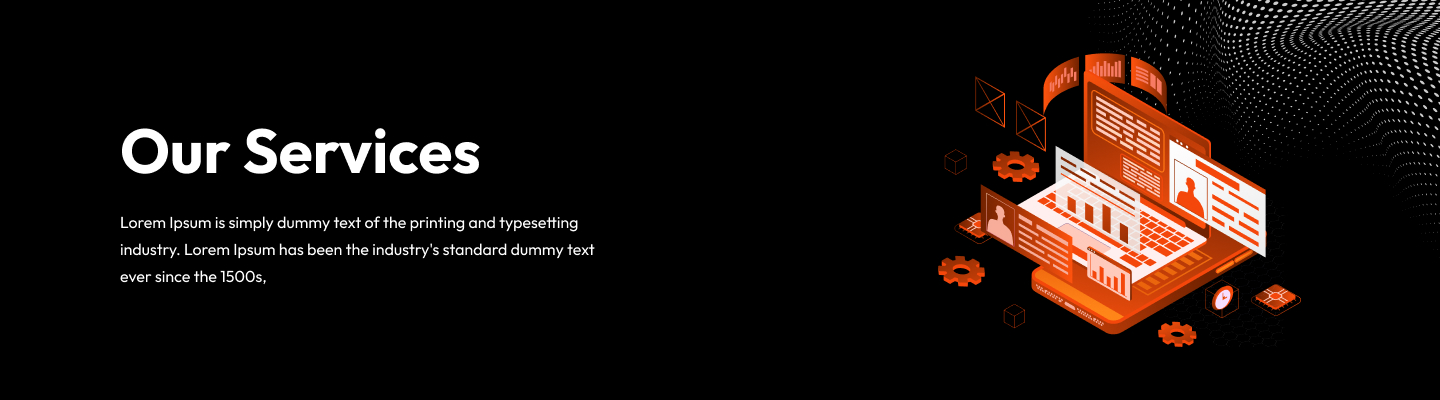 Our Services
Lorem Ipsum is simply dummy text of the printing and typesetting
industry. Lorem Ipsum has been the industry's standard dummy text
ever since the 1500s,